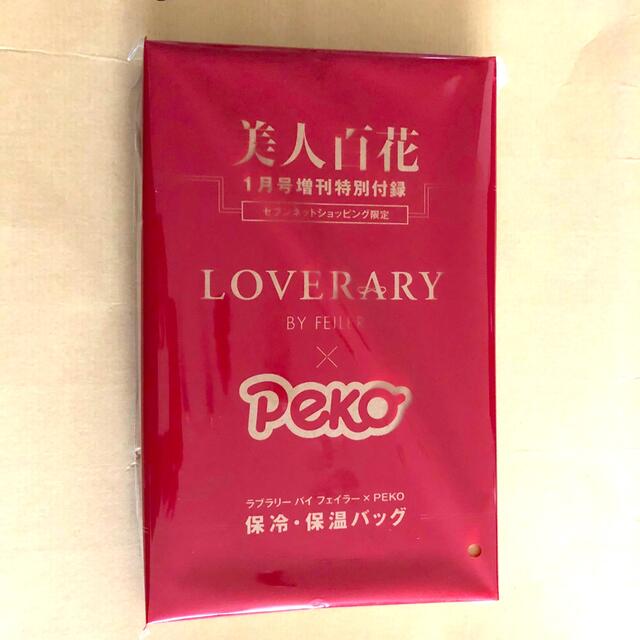 美人百花
1月号増刊特別付録
セブンネットショッピング限定
LOVERARY
BY FEILER
×
Peko
ラブラリー バイ フェイラー × PEKO
保冷・保温バッグ